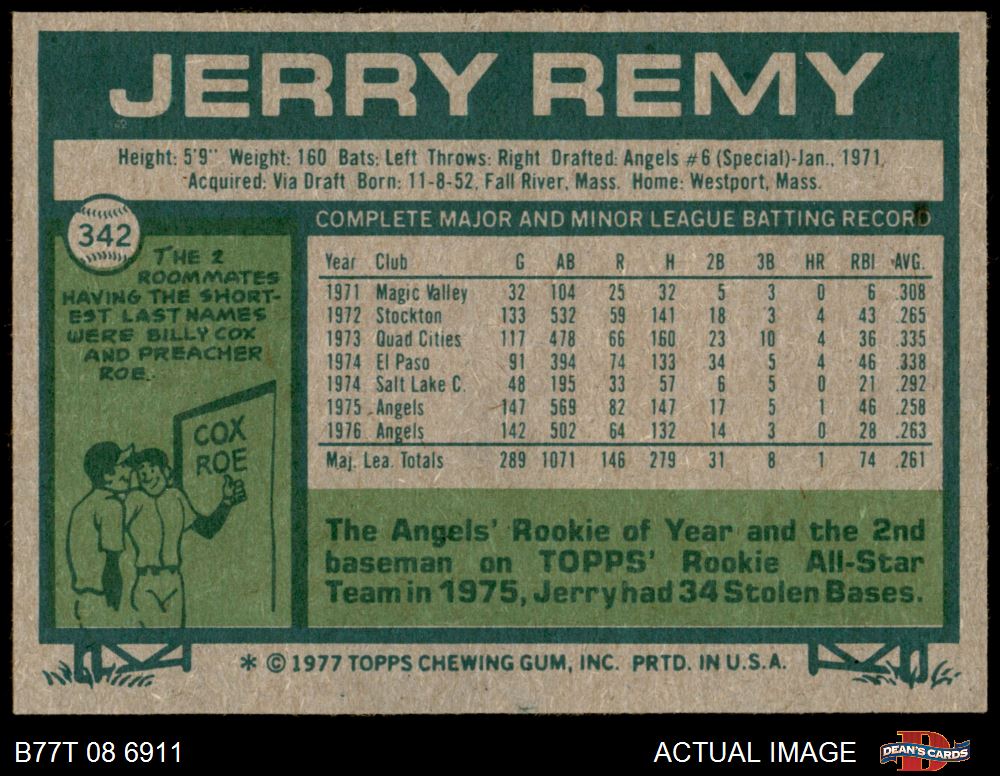 JERRY REMY
Height: 5'9" Weight: 160 Bats: Left Throws: Right Drafted: Angels #6 (Special)-Jan., 1971
Acquired: Via Draft Born: 11-8-52, Fall River, Mass. Home: Westport, Mass.
342
THE 2
ROOMMATES
HAVING THE SHORT-
EST LAST NAMES
WERE BILLY COX
AND PREACHER
ROE.
COX
ROE
COMPLETE MAJOR AND MINOR LEAGUE BATTING RECORD
Year Club G AB R H 2B 3B HR RBI AVG.
1971 Magic Valley 32 104 25 32 5 3 0 6 .308
1972 Stockton 133 532 59 141 18 3 4 43 .265
1973 Quad Cities 117 478 66 160 23 10 4 36 .335
1974 El Paso 91 394 74 133 34 5 4 46 .338
1974 Salt Lake C. 48 195 33 57 6 5 0 21 .292
1975 Angels 147 569 82 147 17 5 1 46 .258
1976 Angels 142 502 64 132 14 3 0 28 .263
Maj. Lea. Totals 289 1071 146 279 31 8 1 74 .261
The Angels' Rookie of Year and the 2nd
baseman on TOPPS' Rookie All-Star
Team in 1975, Jerry had 34 Stolen Bases.
* © 1977 TOPPS CHEWING GUM, INC. PRTD. IN U.S.A.
B77T 08 6911
ACTUAL IMAGE
DEAN'S CARDS